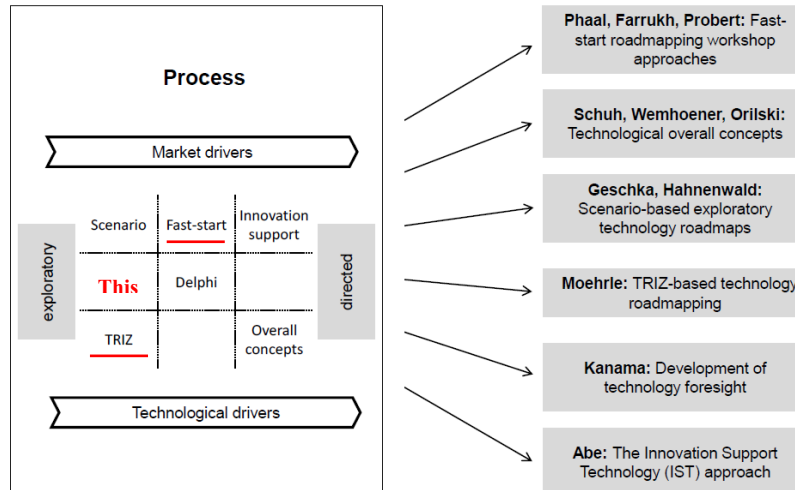 Process
Market drivers
exploratory
Scenario
Fast-start
Innovation
support
This
Delphi
TRIZ
Overall
concepts
directed
Technological drivers
Phaal, Farrukh, Probert: Fast-
start roadmapping workshop
approaches
Schuh, Wemhoener, Orilski:
Technological overall concepts
Geschka, Hahnenwald:
Scenario-based exploratory
technology roadmaps
Moehrle: TRIZ-based technology
roadmapping
Kanama: Development of
technology foresight
Abe: The Innovation Support
Technology (IST) approach